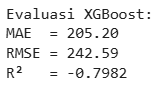 Evaluasi XGBoost:
MAE  = 205.20
RMSE = 242.59
R²   = -0.7982